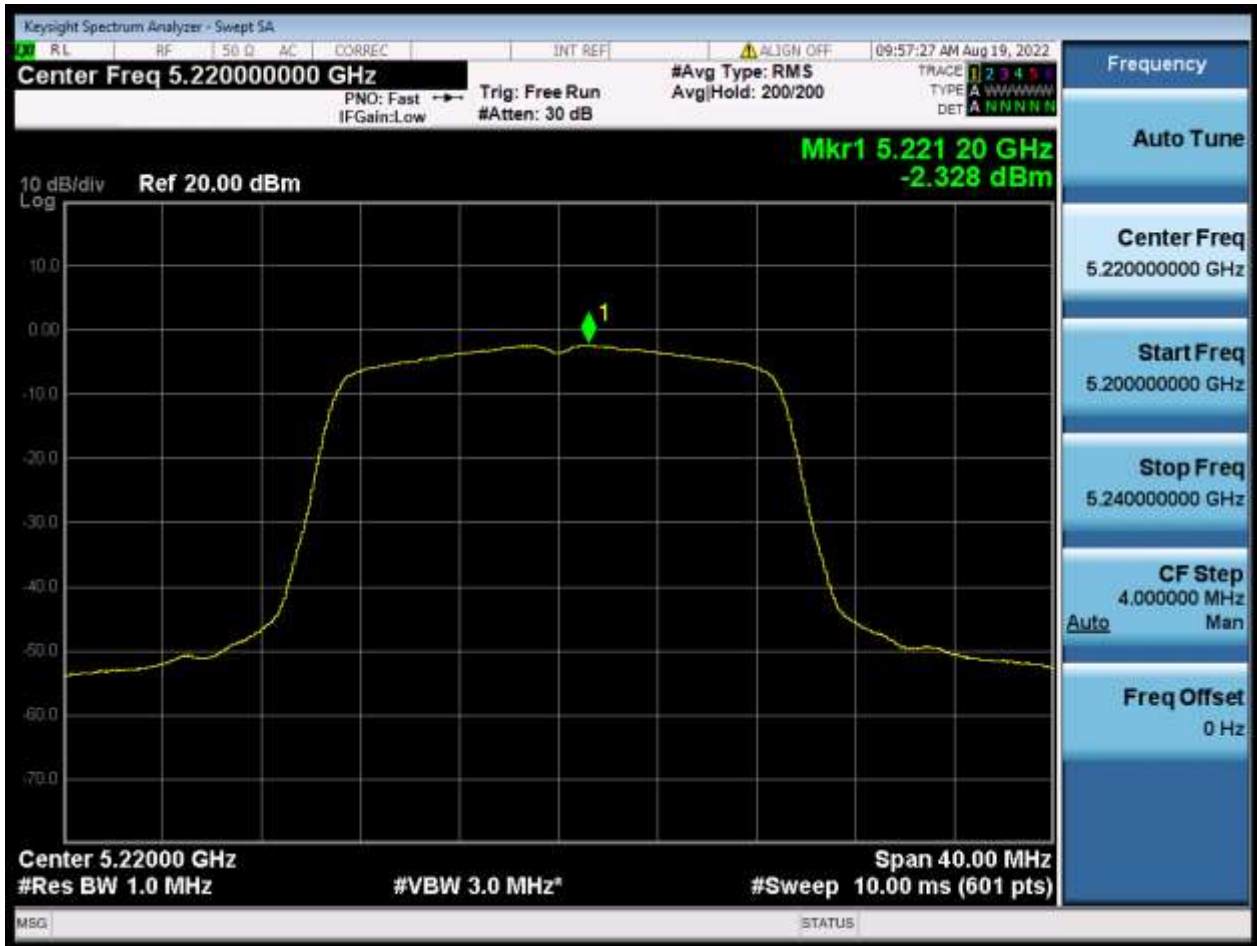 Keysight Spectrum Analyzer - Swept SA
RL RF 50 Ω AC CORREC INT REF ALIGN OFF 09:57:27 AM Aug 19, 2022
Center Freq 5.220000000 GHz
PNO: Fast
IFGain:Low
Trig: Free Run
#Atten: 30 dB
#Avg Type: RMS
Avg|Hold: 200/200
TRACE 1 2 3 4 5 6
TYPE A WWWWW
DET A N N N N N
Mkr1 5.221 20 GHz
-2.328 dBm
10 dB/div Ref 20.00 dBm
Log
10.0
0.00
-10.0
-20.0
-30.0
-40.0
-50.0
-60.0
-70.0
1
Center 5.22000 GHz Span 40.00 MHz
#Res BW 1.0 MHz #VBW 3.0 MHz* #Sweep 10.00 ms (601 pts)
MSG STATUS
Frequency
Auto Tune
Center Freq
5.220000000 GHz
Start Freq
5.200000000 GHz
Stop Freq
5.240000000 GHz
CF Step
4.000000 MHz
Auto Man
Freq Offset
0 Hz